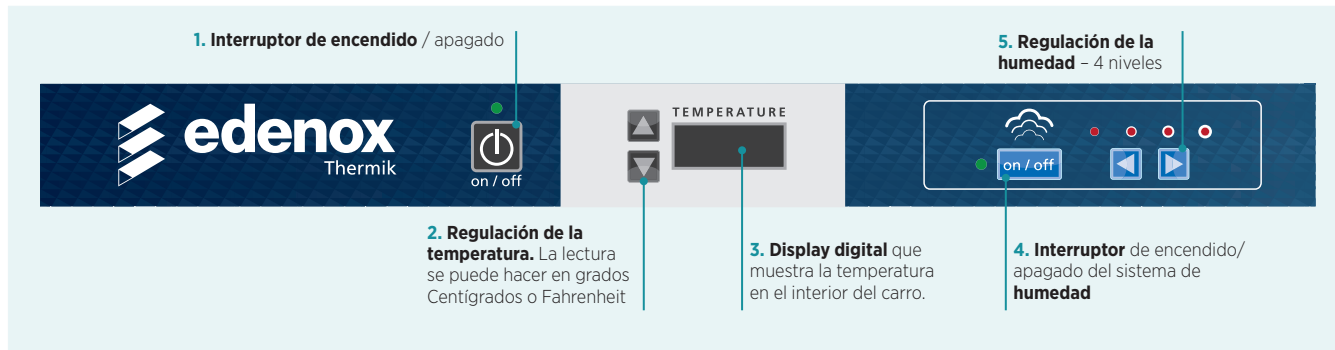 1. Interruptor de encendido / apagado
5. Regulación de la
humedad – 4 niveles
edenox
Thermik
on / off
TEMPERATURE
on / off
2. Regulación de la
temperatura. La lectura
se puede hacer en grados
Centígrados o Fahrenheit
3. Display digital que
muestra la temperatura
en el interior del carro.
4. Interruptor de encendido/
apagado del sistema de
humedad